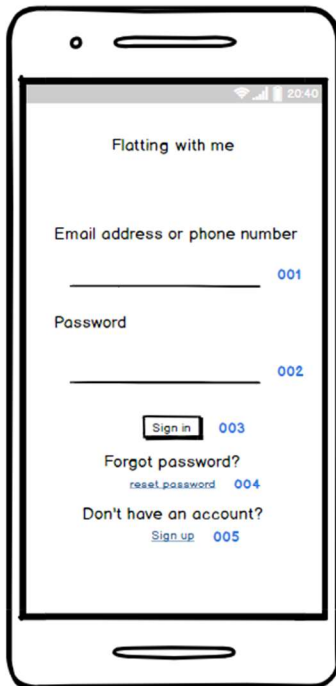 20:40
Flatting with me
Email address or phone number
001
Password
002
Sign in 003
Forgot password?
reset password 004
Don't have an account?
Sign up 005